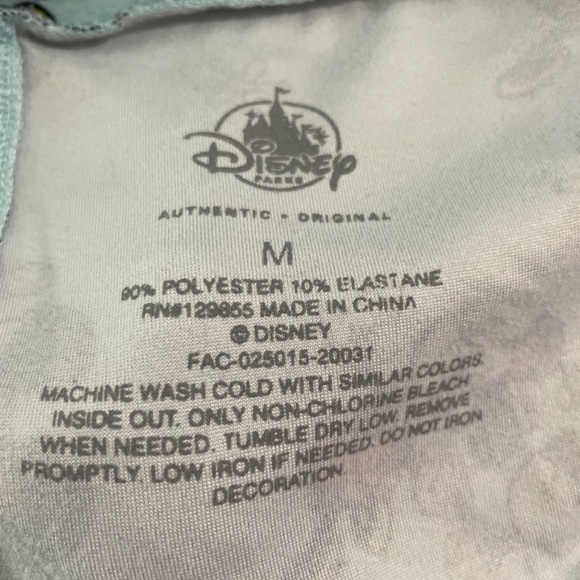 Disney
PARKS
AUTHENTIC • ORIGINAL
M
90% POLYESTER 10% ELASTANE
RN#129855 MADE IN CHINA
© DISNEY
FAC-025015-20031
MACHINE WASH COLD WITH SIMILAR COLORS.
INSIDE OUT. ONLY NON-CHLORINE BLEACH
WHEN NEEDED. TUMBLE DRY LOW. REMOVE
PROMPTLY. LOW IRON IF NEEDED. DO NOT IRON
DECORATION